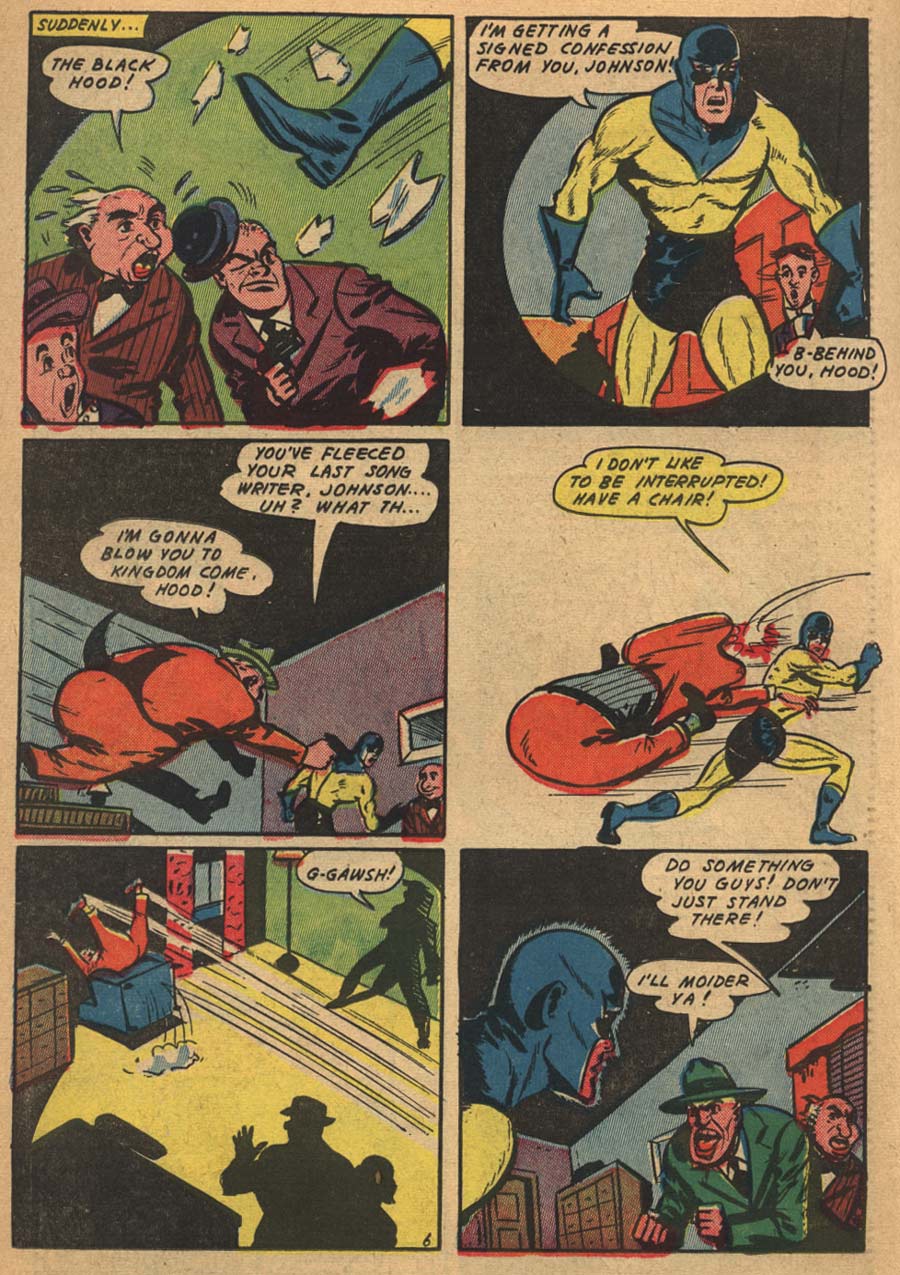 SUDDENLY...
THE BLACK
HOOD!
I'M GETTING A
SIGNED CONFESSION
FROM YOU, JOHNSON!
B-BEHIND
YOU, HOOD!
YOU'VE FLEECED
YOUR LAST SONG
WRITER, JOHNSON....
UH? WHAT TH...
I'M GONNA
BLOW YOU TO
KINGDOM COME,
HOOD!
I DON'T LIKE
TO BE INTERRUPTED!
HAVE A CHAIR!
G-GAWSH!
6
DO SOMETHING
YOU GUYS! DON'T
JUST STAND
THERE!
I'LL MOIDER
YA!